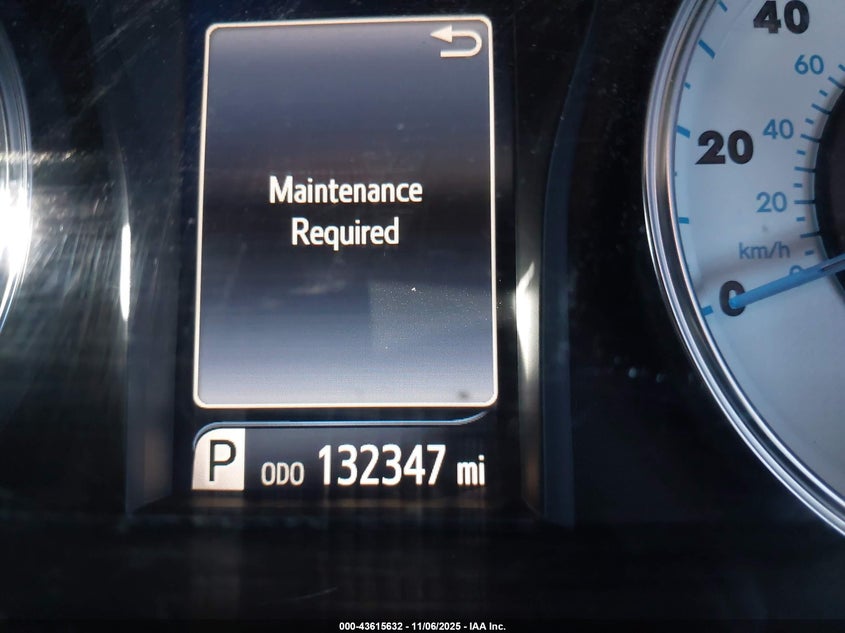 Maintenance
Required
P ODO 132347 mi
40
60
20 40
20
km/h
0 0
000-43615632 - 11/06/2025 - IAA Inc.